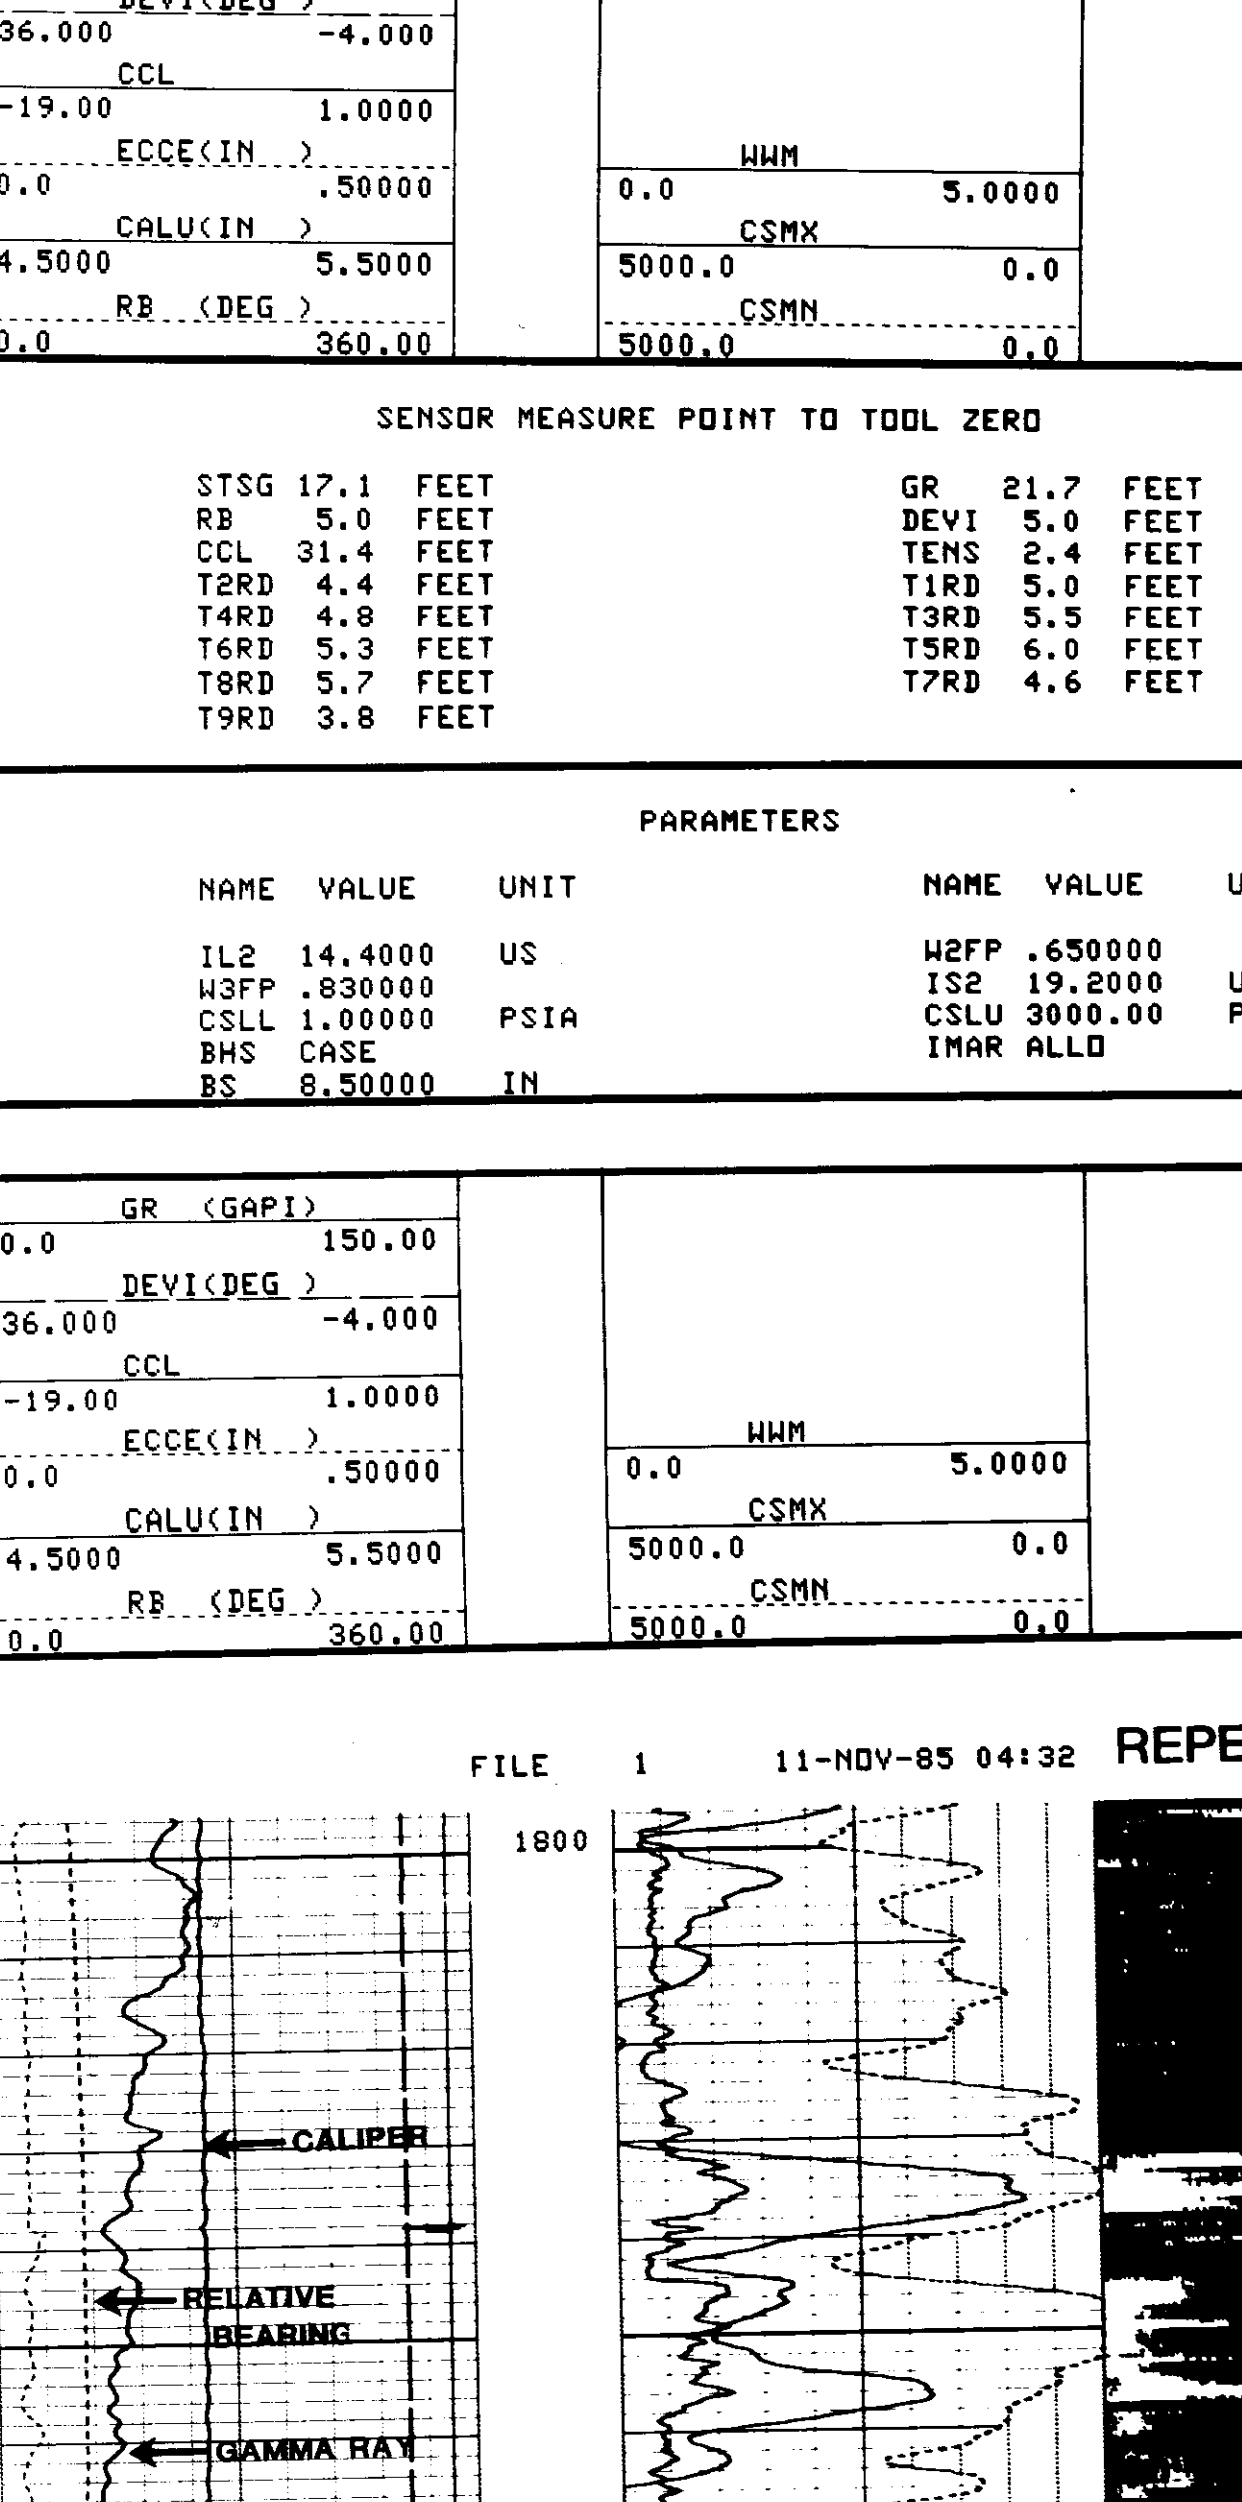 DEVI(DEG )
36.000 -4.000
CCL
-19.00 1.0000
ECCE(IN ) WWM
0.0 .50000 0.0 5.0000
CALU(IN ) CSMX
4.5000 5.5000 5000.0 0.0
RB (DEG ) CSMN
0.0 360.00 5000.0 0.0
SENSOR MEASURE POINT TO TOOL ZERO
STSG 17.1 FEET GR 21.7 FEET
RB 5.0 FEET DEVI 5.0 FEET
CCL 31.4 FEET TENS 2.4 FEET
T2RD 4.4 FEET T1RD 5.0 FEET
T4RD 4.8 FEET T3RD 5.5 FEET
T6RD 5.3 FEET T5RD 6.0 FEET
T8RD 5.7 FEET T7RD 4.6 FEET
T9RD 3.8 FEET
PARAMETERS
NAME VALUE UNIT NAME VALUE U
IL2 14.4000 US W2FP .650000
W3FP .830000 IS2 19.2000 U
CSLL 1.00000 PSIA CSLU 3000.00 P
BHS CASE IMAR ALLO
BS 8.50000 IN
GR (GAPI)
0.0 150.00
DEVI(DEG )
36.000 -4.000
CCL
-19.00 1.0000
ECCE(IN ) WWM
0.0 .50000 0.0 5.0000
CALU(IN ) CSMX
4.5000 5.5000 5000.0 0.0
RB (DEG ) CSMN
0.0 360.00 5000.0 0.0
FILE 1 11-NOV-85 04:32 REPE
1800
CALIPER
RELATIVE
BEARING
GAMMA RAY